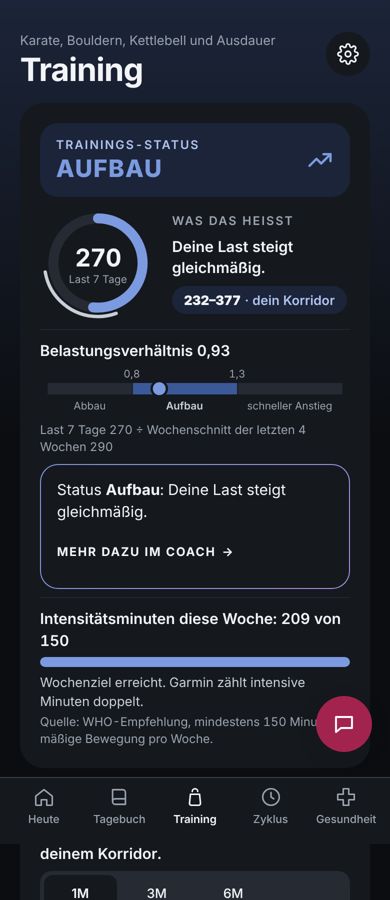 Karate, Bouldern, Kettlebell und Ausdauer
Training
TRAININGS-STATUS
AUFBAU
270
Last 7 Tage
WAS DAS HEISST
Deine Last steigt
gleichmäßig.
232–377 · dein Korridor
Belastungsverhältnis 0,93
0,8 1,3
Abbau Aufbau schneller Anstieg
Last 7 Tage 270 ÷ Wochenschnitt der letzten 4
Wochen 290
Status Aufbau: Deine Last steigt
gleichmäßig.
MEHR DAZU IM COACH →
Intensitätsminuten diese Woche: 209 von
150
Wochenziel erreicht. Garmin zählt intensive
Minuten doppelt.
Quelle: WHO-Empfehlung, mindestens 150 Minu
mäßige Bewegung pro Woche.
Heute Tagebuch Training Zyklus Gesundheit
deinem Korridor.
1M 3M 6M